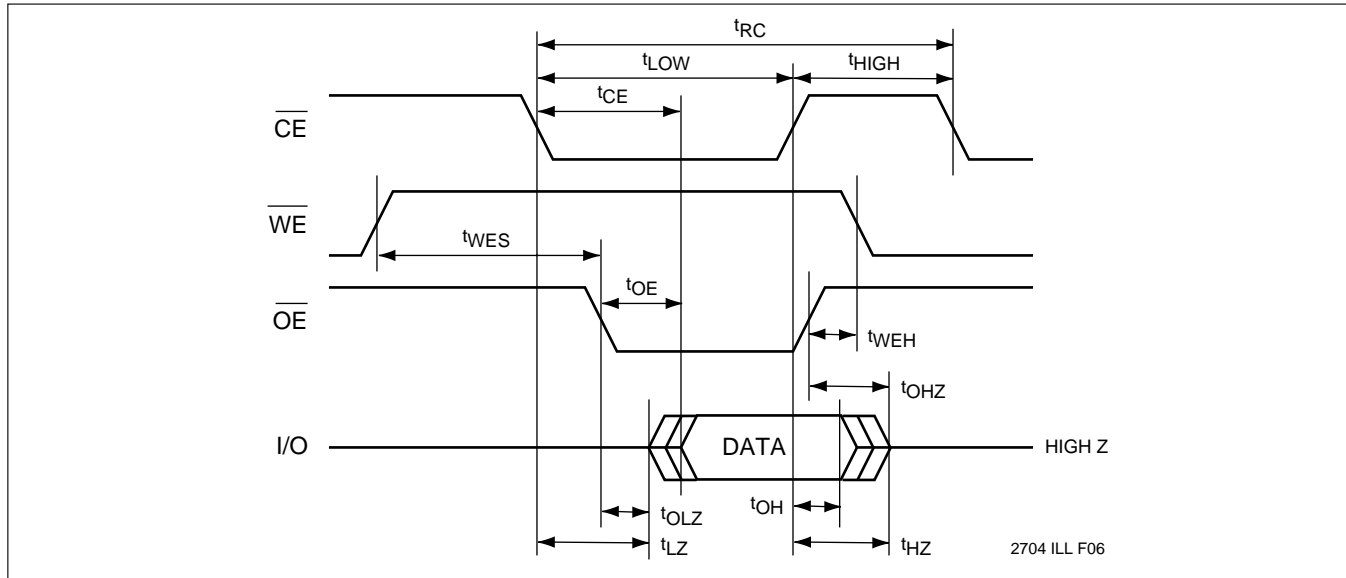 tRC
tLOW
tHIGH
tCE
CE
WE
tWES
tOE
OE
tWEH
tOHZ
I/O
DATA
HIGH Z
tOH
tOLZ
tLZ
tHZ
2704 ILL F06